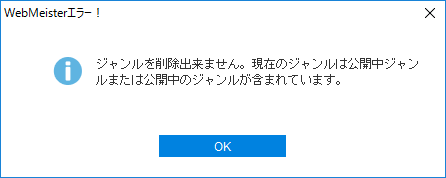 WebMeisterエラー！
ジャンルを削除出来ません。現在のジャンルは公開中ジャン
ルまたは公開中のジャンルが含まれています。
OK